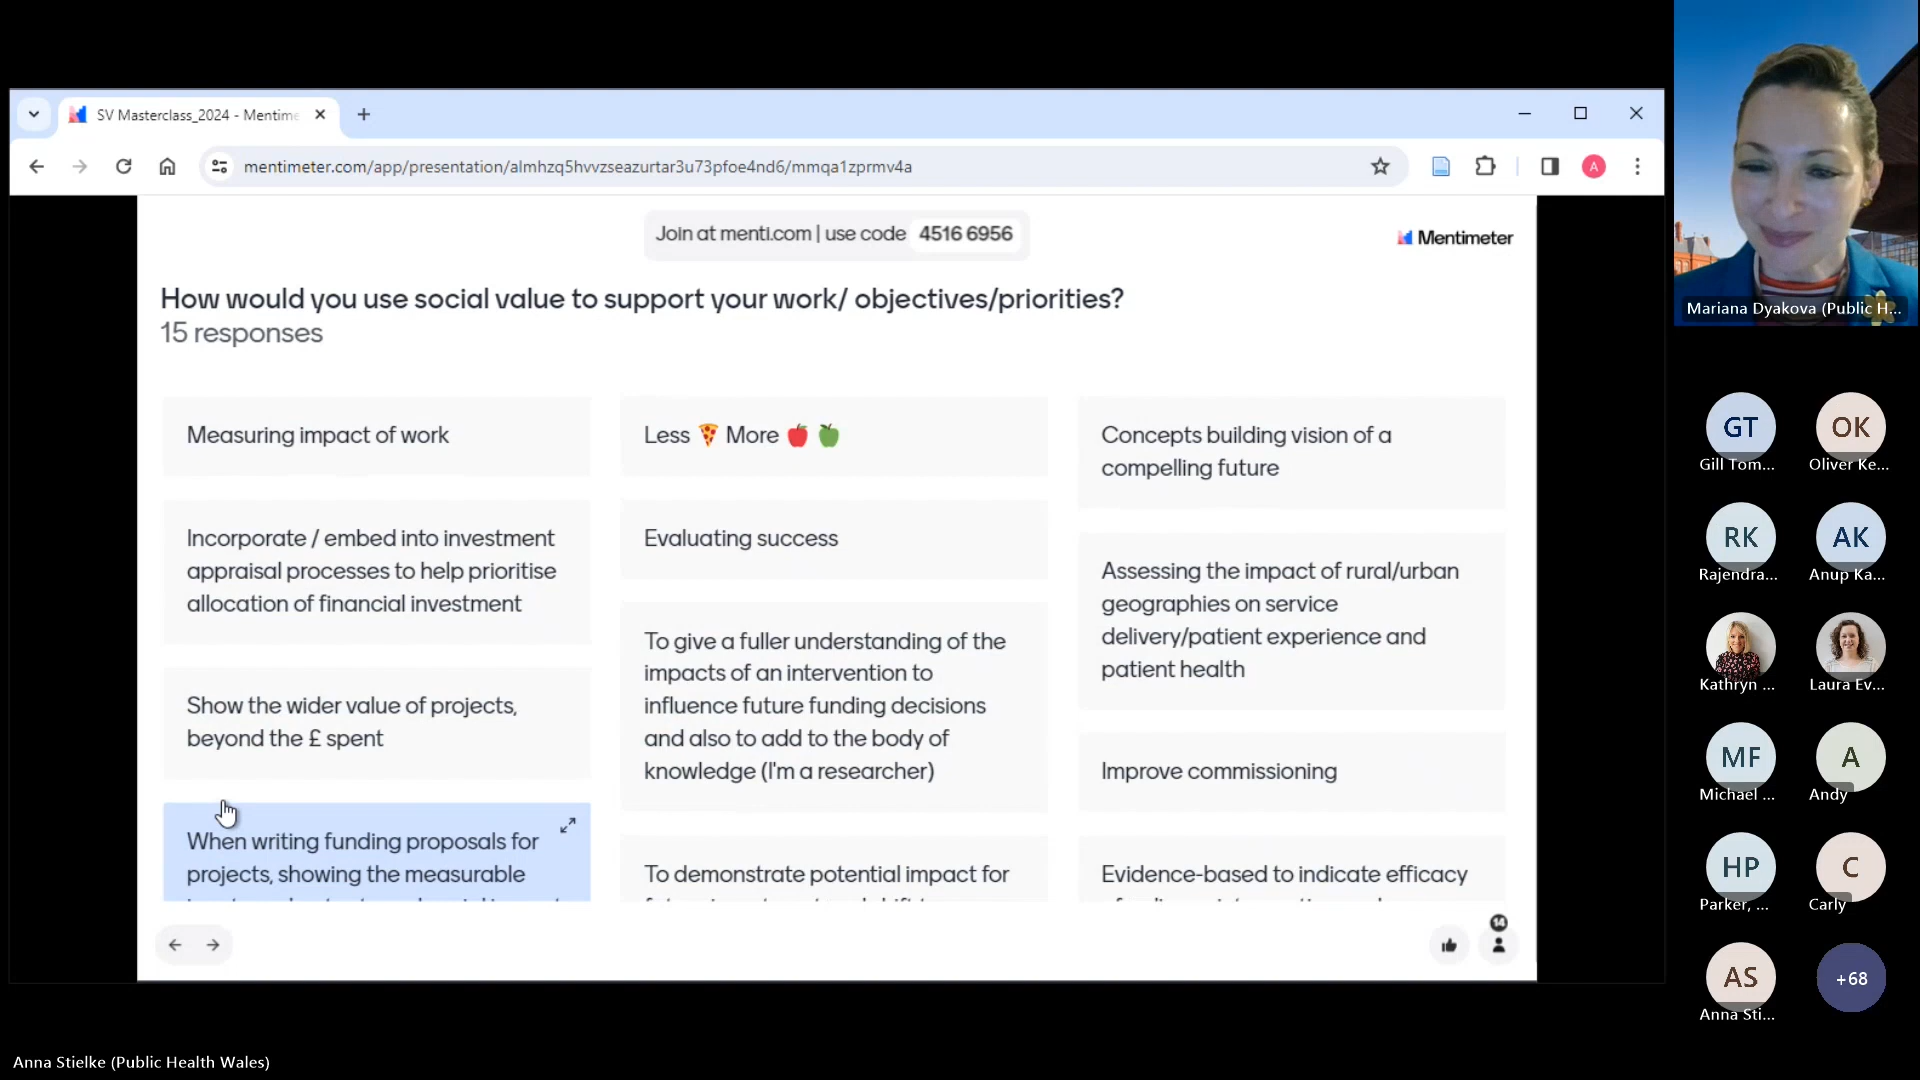 SV Masterclass_2024 - Mentime
mentimeter.com/app/presentation/almhzq5hvvzseazurtar3u73pfoe4nd6/mmqa1zprmv4a
A
Join at menti.com | use code 4516 6956
Mentimeter
How would you use social value to support your work/ objectives/priorities?
15 responses
Measuring impact of work
Incorporate / embed into investment
appraisal processes to help prioritise
allocation of financial investment
Show the wider value of projects,
beyond the £ spent
When writing funding proposals for
projects, showing the measurable
Less 🍕 More 🍎 🍏
Evaluating success
To give a fuller understanding of the
impacts of an intervention to
influence future funding decisions
and also to add to the body of
knowledge (I'm a researcher)
To demonstrate potential impact for
Concepts building vision of a
compelling future
Assessing the impact of rural/urban
geographies on service
delivery/patient experience and
patient health
Improve commissioning
Evidence-based to indicate efficacy
14
Mariana Dyakova (Public H...
GT
Gill Tom...
OK
Oliver Ke...
RK
Rajendra...
AK
Anup Ka...
Kathryn ...
Laura Ev...
MF
Michael ...
A
Andy
HP
Parker, ...
C
Carly
AS
Anna Sti...
+68
Anna Stielke (Public Health Wales)